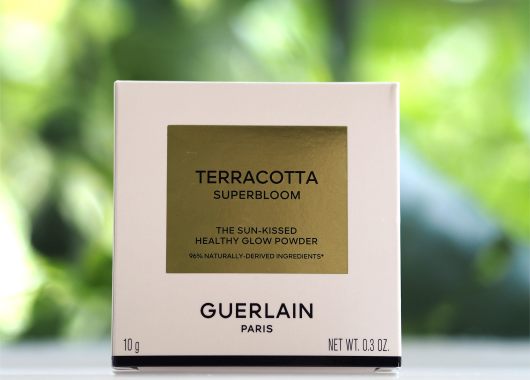 TERRACOTTA
SUPERBLOOM
THE SUN-KISSED
HEALTHY GLOW POWDER
96% NATURALLY-DERIVED INGREDIENTS*
GUERLAIN
PARIS
10 g NET WT. 0.3 OZ.